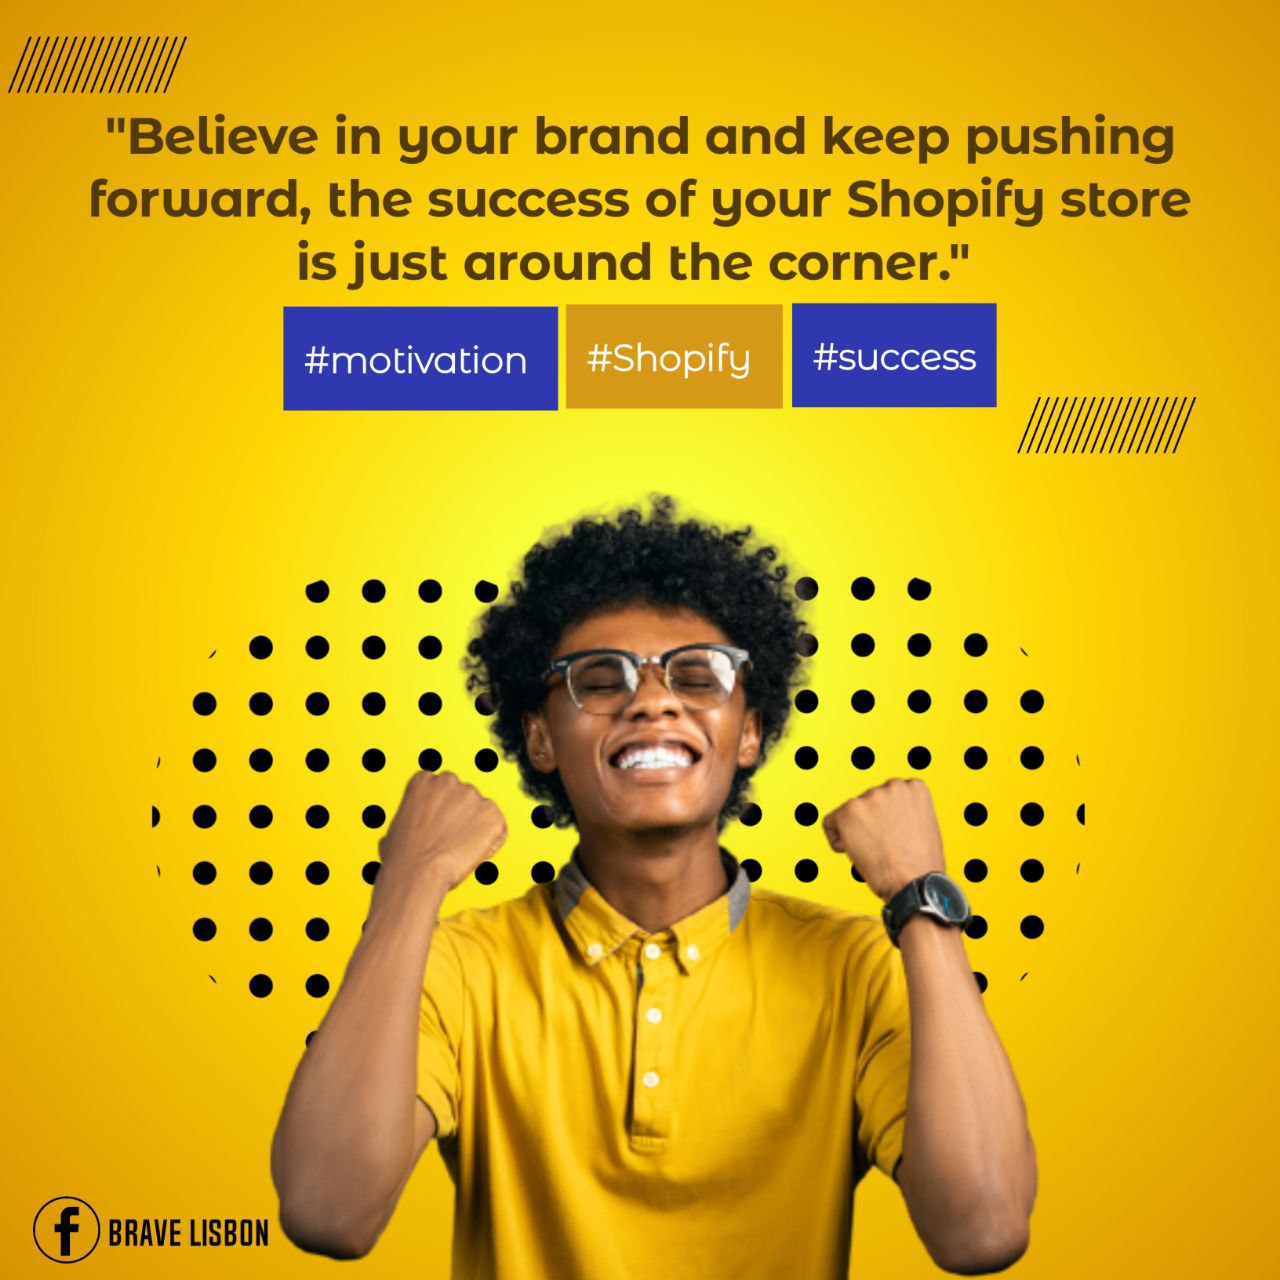 "Believe in your brand and keep pushing
forward, the success of your Shopify store
is just around the corner."
#motivation #Shopify #success
BRAVE LISBON